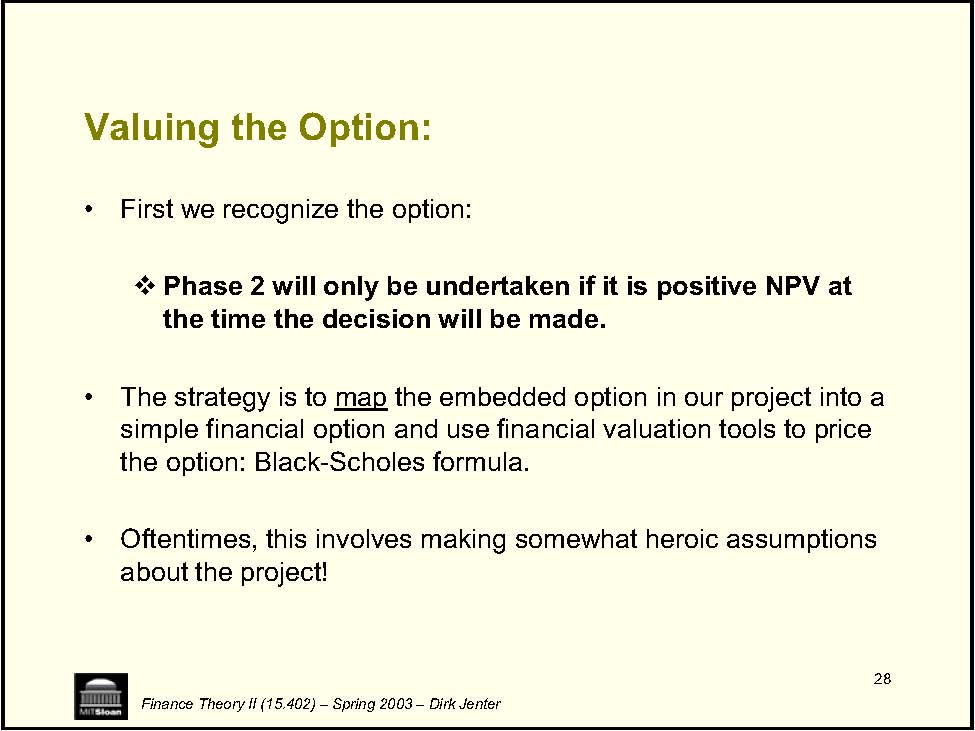 Valuing the Option:
• First we recognize the option:
❖ Phase 2 will only be undertaken if it is positive NPV at
the time the decision will be made.
• The strategy is to map the embedded option in our project into a
simple financial option and use financial valuation tools to price
the option: Black-Scholes formula.
• Oftentimes, this involves making somewhat heroic assumptions
about the project!
28
MITSloan
Finance Theory II (15.402) – Spring 2003 – Dirk Jenter